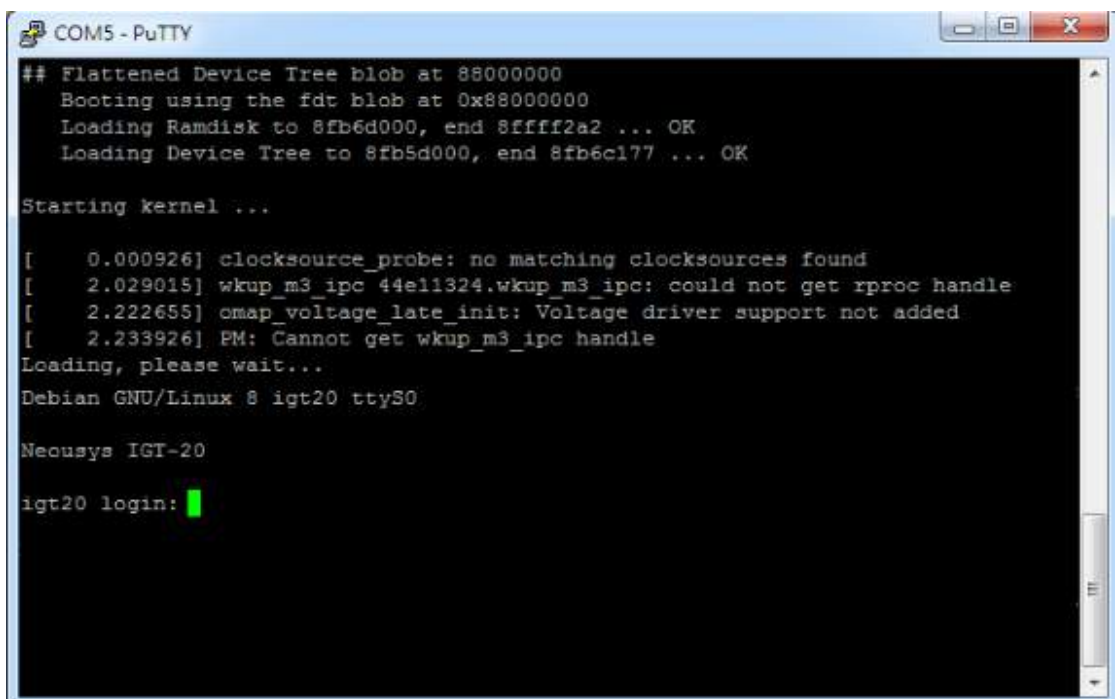 COM5 - PuTTY
## Flattened Device Tree blob at 88000000
   Booting using the fdt blob at 0x88000000
   Loading Ramdisk to 8fb6d000, end 8ffff2a2 ... OK
   Loading Device Tree to 8fb5d000, end 8fb6c177 ... OK
Starting kernel ...
[    0.000926] clocksource_probe: no matching clocksources found
[    2.029015] wkup_m3_ipc 44e11324.wkup_m3_ipc: could not get rproc handle
[    2.222655] omap_voltage_late_init: Voltage driver support not added
[    2.233926] PM: Cannot get wkup_m3_ipc handle
Loading, please wait...
Debian GNU/Linux 8 igt20 ttyS0
Neousys IGT-20
igt20 login: